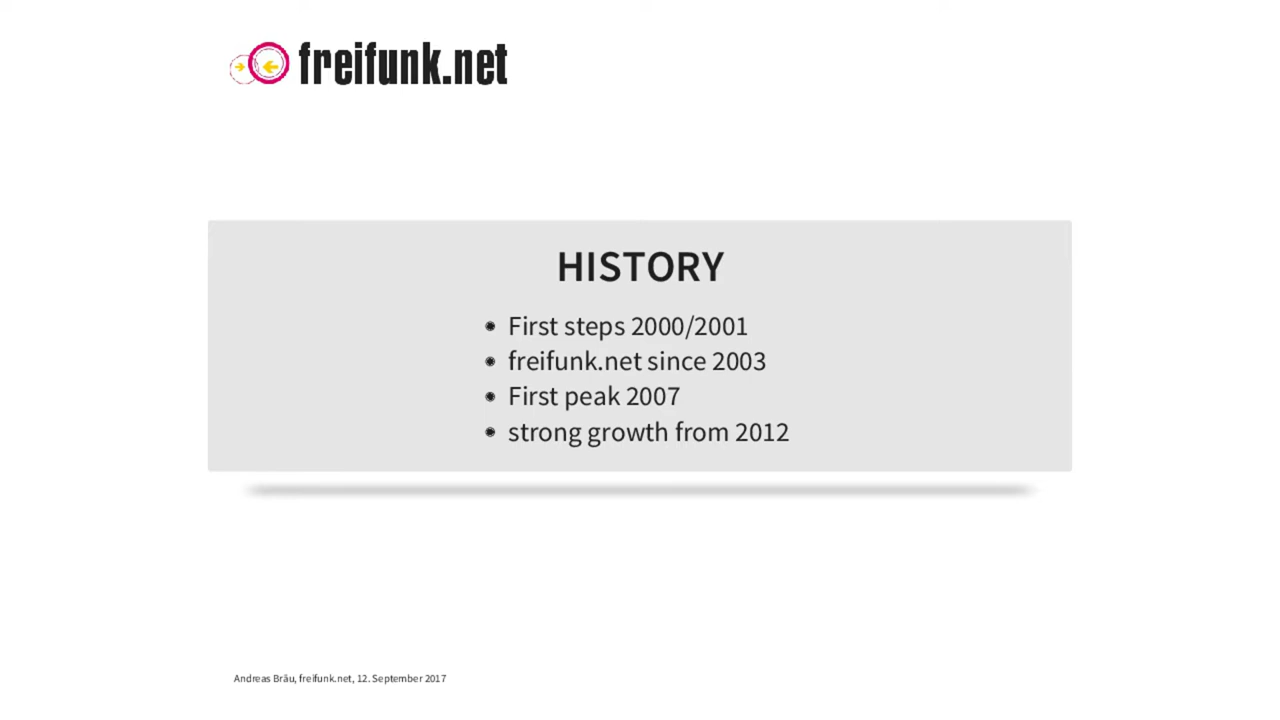 freifunk.net
HISTORY
First steps 2000/2001
freifunk.net since 2003
First peak 2007
strong growth from 2012
Andreas Bräu, freifunk.net, 12. September 2017